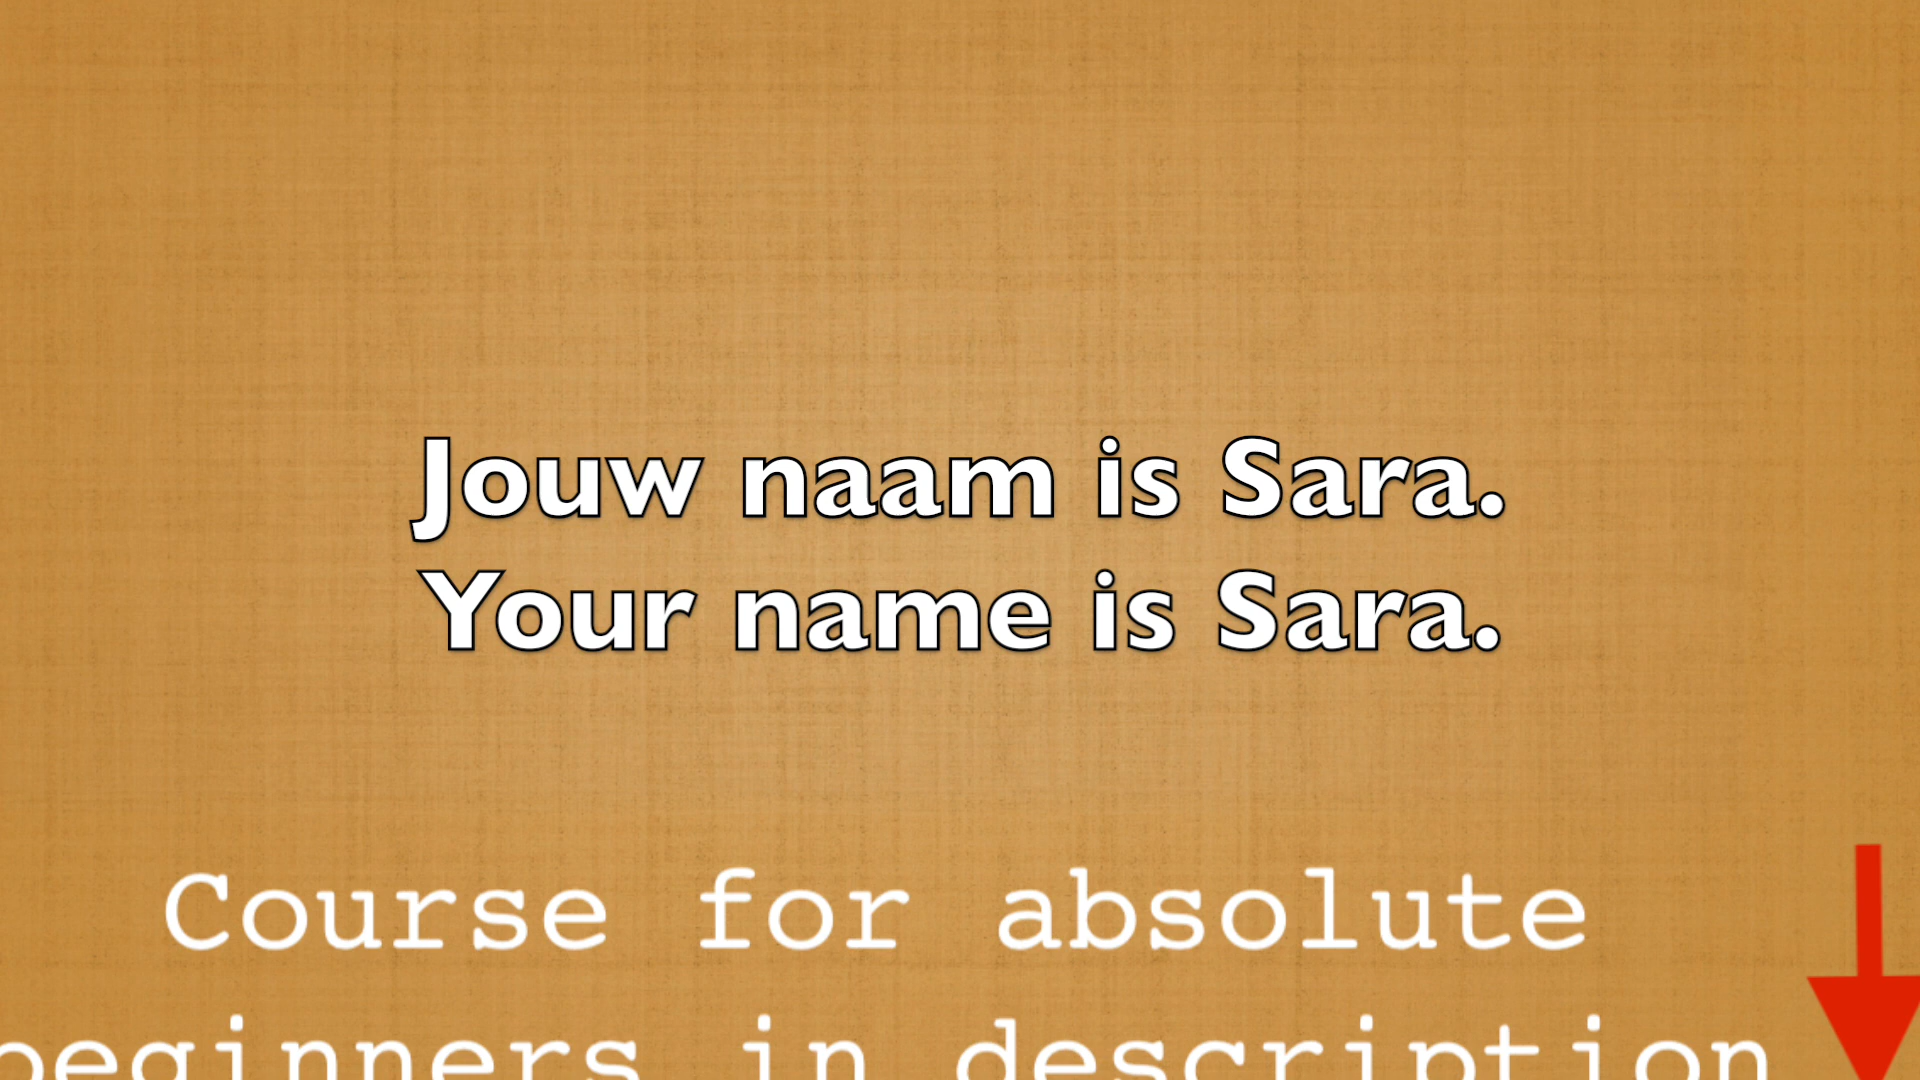 Jouw naam is Sara.
Your name is Sara.
Course for absolute
beginners in description